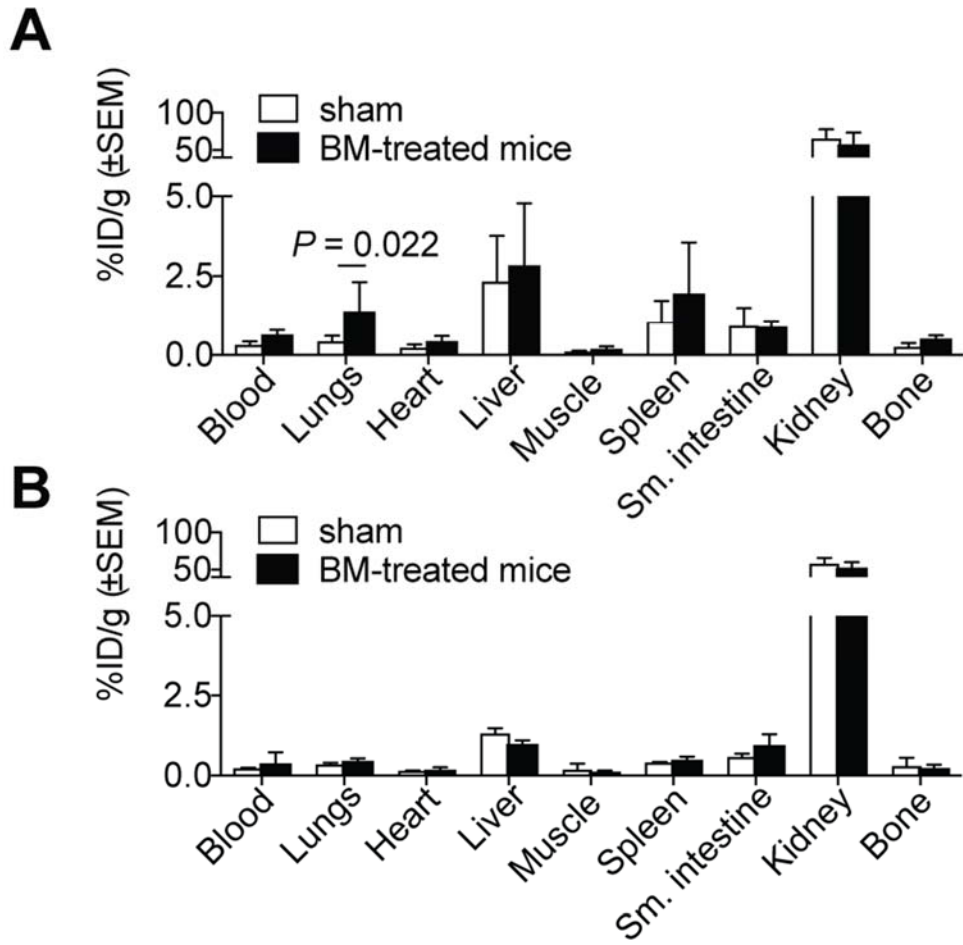 A
%ID/g (±SEM)
100
50
5.0
2.5
0.0
sham
BM-treated mice
P = 0.022
Blood
Lungs
Heart
Liver
Muscle
Spleen
Sm. intestine
Kidney
Bone
B
%ID/g (±SEM)
100
50
5.0
2.5
0.0
sham
BM-treated mice
Blood
Lungs
Heart
Liver
Muscle
Spleen
Sm. intestine
Kidney
Bone